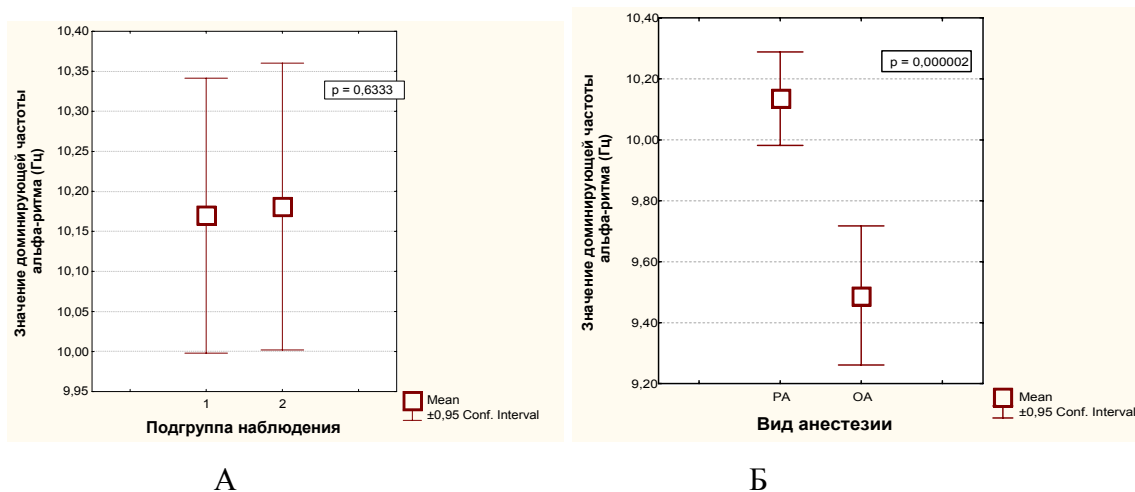 10,40
10,35
10,30
10,25
10,20
10,15
10,10
10,05
10,00
9,95
Значение доминирующей частоты
альфа-ритма (Гц)
p = 0,6333
1 2
Подгруппа наблюдения
Mean
±0,95 Conf. Interval
А
10,40
10,20
10,00
9,80
9,60
9,40
9,20
Значение доминирующей частоты
альфа-ритма (Гц)
p = 0,000002
РА ОА
Вид анестезии
Mean
±0,95 Conf. Interval
Б